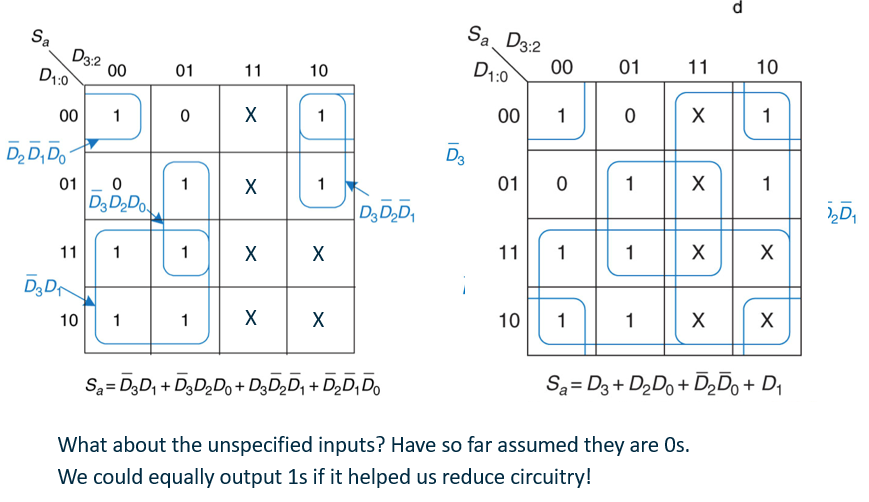 d
Sa D3:2
D1:0 00 01 11 10
00 1 0 X 1
D̅2D̅1D̅0
01 0 1 X 1
D̅3D2D0
D3D̅2D̅1
11 1 1 X X
D̅3D1
10 1 1 X X
Sa = D̅3D1 + D̅3D2D0 + D3D̅2D̅1 + D̅2D̅1D̅0
Sa D3:2
D1:0 00 01 11 10
00 1 0 X 1
D̅3
01 0 1 X 1
2D̅1
11 1 1 X X
10 1 1 X X
Sa = D3 + D2D0 + D̅2D̅0 + D1
What about the unspecified inputs? Have so far assumed they are 0s.
We could equally output 1s if it helped us reduce circuitry!